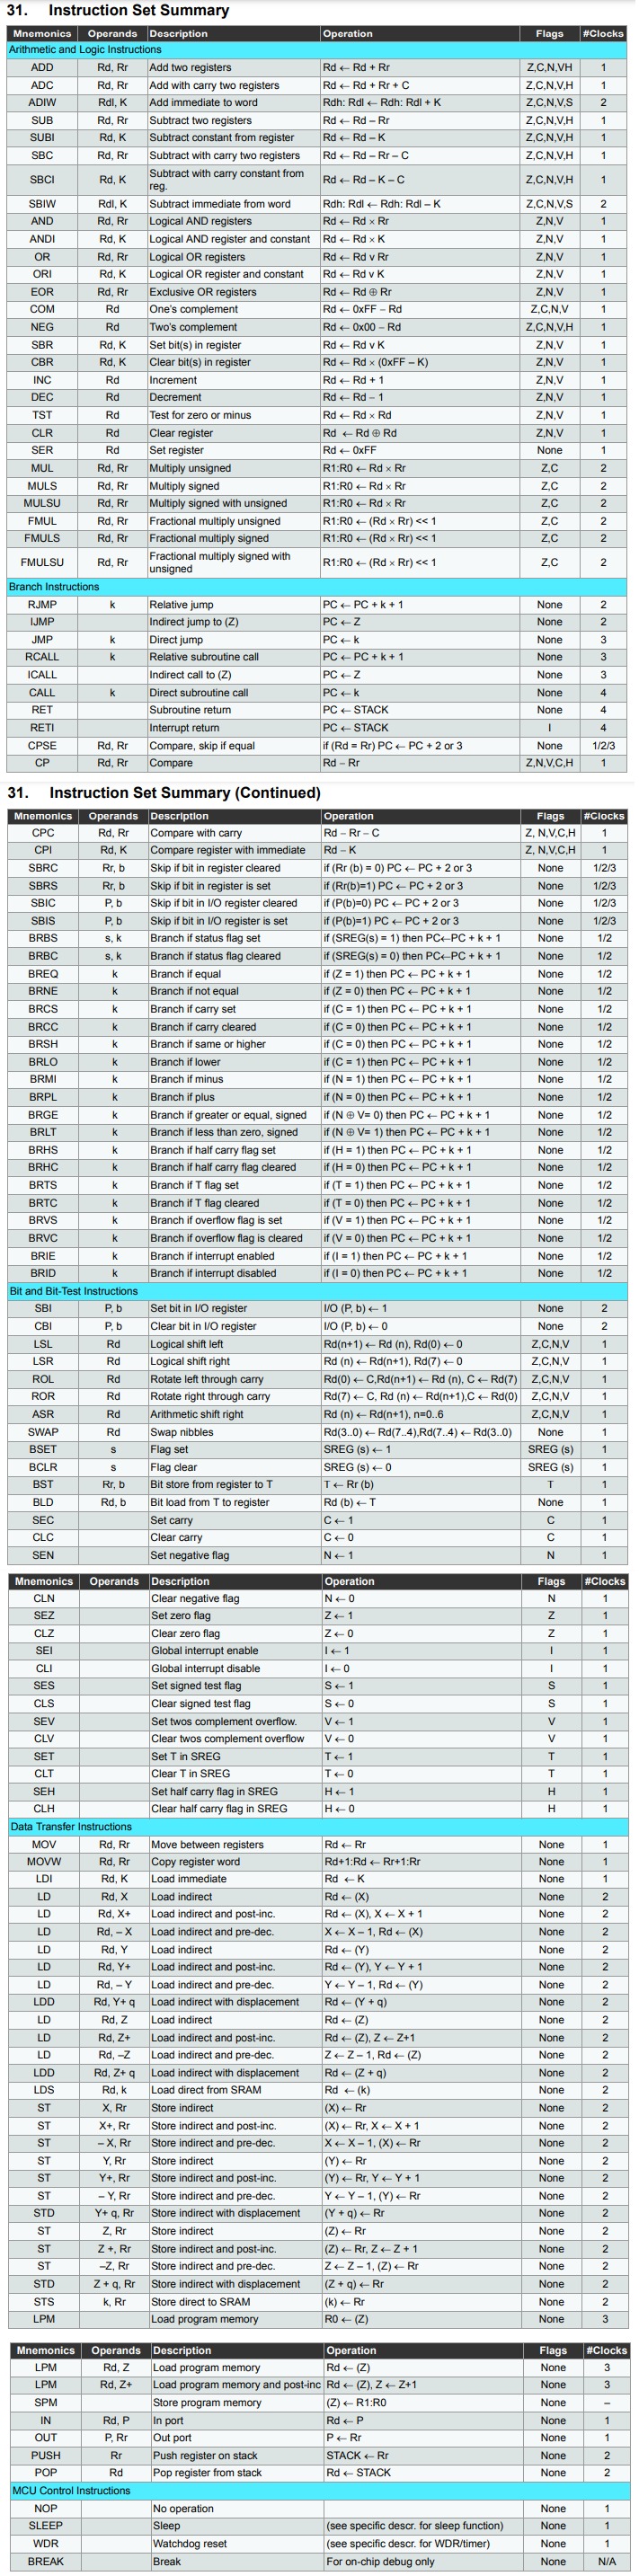 31. Instruction Set Summary
Mnemonics Operands Description Operation Flags #Clocks
Arithmetic and Logic Instructions
ADD Rd, Rr Add two registers Rd ← Rd + Rr Z,C,N,VH 1
ADC Rd, Rr Add with carry two registers Rd ← Rd + Rr + C Z,C,N,V,H 1
ADIW Rdl, K Add immediate to word Rdh: Rdl ← Rdh: Rdl + K Z,C,N,V,S 2
SUB Rd, Rr Subtract two registers Rd ← Rd – Rr Z,C,N,V,H 1
SUBI Rd, K Subtract constant from register Rd ← Rd – K Z,C,N,V,H 1
SBC Rd, Rr Subtract with carry two registers Rd ← Rd – Rr – C Z,C,N,V,H 1
SBCI Rd, K Subtract with carry constant from
reg. Rd ← Rd – K – C Z,C,N,V,H 1
SBIW Rdl, K Subtract immediate from word Rdh: Rdl ← Rdh: Rdl – K Z,C,N,V,S 2
AND Rd, Rr Logical AND registers Rd ← Rd × Rr Z,N,V 1
ANDI Rd, K Logical AND register and constant Rd ← Rd × K Z,N,V 1
OR Rd, Rr Logical OR registers Rd ← Rd v Rr Z,N,V 1
ORI Rd, K Logical OR register and constant Rd ← Rd v K Z,N,V 1
EOR Rd, Rr Exclusive OR registers Rd ← Rd ⊕ Rr Z,N,V 1
COM Rd One's complement Rd ← 0xFF – Rd Z,C,N,V 1
NEG Rd Two's complement Rd ← 0x00 – Rd Z,C,N,V,H 1
SBR Rd, K Set bit(s) in register Rd ← Rd v K Z,N,V 1
CBR Rd, K Clear bit(s) in register Rd ← Rd × (0xFF – K) Z,N,V 1
INC Rd Increment Rd ← Rd + 1 Z,N,V 1
DEC Rd Decrement Rd ← Rd – 1 Z,N,V 1
TST Rd Test for zero or minus Rd ← Rd × Rd Z,N,V 1
CLR Rd Clear register Rd ← Rd ⊕ Rd Z,N,V 1
SER Rd Set register Rd ← 0xFF None 1
MUL Rd, Rr Multiply unsigned R1:R0 ← Rd × Rr Z,C 2
MULS Rd, Rr Multiply signed R1:R0 ← Rd × Rr Z,C 2
MULSU Rd, Rr Multiply signed with unsigned R1:R0 ← Rd × Rr Z,C 2
FMUL Rd, Rr Fractional multiply unsigned R1:R0 ← (Rd × Rr) << 1 Z,C 2
FMULS Rd, Rr Fractional multiply signed R1:R0 ← (Rd × Rr) << 1 Z,C 2
FMULSU Rd, Rr Fractional multiply signed with
unsigned R1:R0 ← (Rd × Rr) << 1 Z,C 2
Branch Instructions
RJMP k Relative jump PC ← PC + k + 1 None 2
IJMP Indirect jump to (Z) PC ← Z None 2
JMP k Direct jump PC ← k None 3
RCALL k Relative subroutine call PC ← PC + k + 1 None 3
ICALL Indirect call to (Z) PC ← Z None 3
CALL k Direct subroutine call PC ← k None 4
RET Subroutine return PC ← STACK None 4
RETI Interrupt return PC ← STACK I 4
CPSE Rd, Rr Compare, skip if equal if (Rd = Rr) PC ← PC + 2 or 3 None 1/2/3
CP Rd, Rr Compare Rd – Rr Z,N,V,C,H 1
31. Instruction Set Summary (Continued)
Mnemonics Operands Description Operation Flags #Clocks
CPC Rd, Rr Compare with carry Rd – Rr – C Z, N,V,C,H 1
CPI Rd, K Compare register with immediate Rd – K Z, N,V,C,H 1
SBRC Rr, b Skip if bit in register cleared if (Rr (b) = 0) PC ← PC + 2 or 3 None 1/2/3
SBRS Rr, b Skip if bit in register is set if (Rr(b)=1) PC ← PC + 2 or 3 None 1/2/3
SBIC P, b Skip if bit in I/O register cleared if (P(b)=0) PC ← PC + 2 or 3 None 1/2/3
SBIS P, b Skip if bit in I/O register is set if (P(b)=1) PC ← PC + 2 or 3 None 1/2/3
BRBS s, k Branch if status flag set if (SREG(s) = 1) then PC←PC + k + 1 None 1/2
BRBC s, k Branch if status flag cleared if (SREG(s) = 0) then PC←PC + k + 1 None 1/2
BREQ k Branch if equal if (Z = 1) then PC ← PC + k + 1 None 1/2
BRNE k Branch if not equal if (Z = 0) then PC ← PC + k + 1 None 1/2
BRCS k Branch if carry set if (C = 1) then PC ← PC + k + 1 None 1/2
BRCC k Branch if carry cleared if (C = 0) then PC ← PC + k + 1 None 1/2
BRSH k Branch if same or higher if (C = 0) then PC ← PC + k + 1 None 1/2
BRLO k Branch if lower if (C = 1) then PC ← PC + k + 1 None 1/2
BRMI k Branch if minus if (N = 1) then PC ← PC + k + 1 None 1/2
BRPL k Branch if plus if (N = 0) then PC ← PC + k + 1 None 1/2
BRGE k Branch if greater or equal, signed if (N ⊕ V= 0) then PC ← PC + k + 1 None 1/2
BRLT k Branch if less than zero, signed if (N ⊕ V= 1) then PC ← PC + k + 1 None 1/2
BRHS k Branch if half carry flag set if (H = 1) then PC ← PC + k + 1 None 1/2
BRHC k Branch if half carry flag cleared if (H = 0) then PC ← PC + k + 1 None 1/2
BRTS k Branch if T flag set if (T = 1) then PC ← PC + k + 1 None 1/2
BRTC k Branch if T flag cleared if (T = 0) then PC ← PC + k + 1 None 1/2
BRVS k Branch if overflow flag is set if (V = 1) then PC ← PC + k + 1 None 1/2
BRVC k Branch if overflow flag is cleared if (V = 0) then PC ← PC + k + 1 None 1/2
BRIE k Branch if interrupt enabled if (I = 1) then PC ← PC + k + 1 None 1/2
BRID k Branch if interrupt disabled if (I = 0) then PC ← PC + k + 1 None 1/2
Bit and Bit-Test Instructions
SBI P, b Set bit in I/O register I/O (P, b) ← 1 None 2
CBI P, b Clear bit in I/O register I/O (P, b) ← 0 None 2
LSL Rd Logical shift left Rd(n+1) ← Rd (n), Rd(0) ← 0 Z,C,N,V 1
LSR Rd Logical shift right Rd (n) ← Rd(n+1), Rd(7) ← 0 Z,C,N,V 1
ROL Rd Rotate left through carry Rd(0) ← C,Rd(n+1) ← Rd (n), C ← Rd(7) Z,C,N,V 1
ROR Rd Rotate right through carry Rd(7) ← C, Rd (n) ← Rd(n+1),C ← Rd(0) Z,C,N,V 1
ASR Rd Arithmetic shift right Rd (n) ← Rd(n+1), n=0..6 Z,C,N,V 1
SWAP Rd Swap nibbles Rd(3..0) ← Rd(7..4),Rd(7..4) ← Rd(3..0) None 1
BSET s Flag set SREG (s) ← 1 SREG (s) 1
BCLR s Flag clear SREG (s) ← 0 SREG (s) 1
BST Rr, b Bit store from register to T T ← Rr (b) T 1
BLD Rd, b Bit load from T to register Rd (b) ← T None 1
SEC Set carry C ← 1 C 1
CLC Clear carry C ← 0 C 1
SEN Set negative flag N ← 1 N 1
Mnemonics Operands Description Operation Flags #Clocks
CLN Clear negative flag N ← 0 N 1
SEZ Set zero flag Z ← 1 Z 1
CLZ Clear zero flag Z ← 0 Z 1
SEI Global interrupt enable I ← 1 I 1
CLI Global interrupt disable I ← 0 I 1
SES Set signed test flag S ← 1 S 1
CLS Clear signed test flag S ← 0 S 1
SEV Set twos complement overflow. V ← 1 V 1
CLV Clear twos complement overflow V ← 0 V 1
SET Set T in SREG T ← 1 T 1
CLT Clear T in SREG T ← 0 T 1
SEH Set half carry flag in SREG H ← 1 H 1
CLH Clear half carry flag in SREG H ← 0 H 1
Data Transfer Instructions
MOV Rd, Rr Move between registers Rd ← Rr None 1
MOVW Rd, Rr Copy register word Rd+1:Rd ← Rr+1:Rr None 1
LDI Rd, K Load immediate Rd ← K None 1
LD Rd, X Load indirect Rd ← (X) None 2
LD Rd, X+ Load indirect and post-inc. Rd ← (X), X ← X + 1 None 2
LD Rd, – X Load indirect and pre-dec. X ← X – 1, Rd ← (X) None 2
LD Rd, Y Load indirect Rd ← (Y) None 2
LD Rd, Y+ Load indirect and post-inc. Rd ← (Y), Y ← Y + 1 None 2
LD Rd, – Y Load indirect and pre-dec. Y ← Y – 1, Rd ← (Y) None 2
LDD Rd, Y+ q Load indirect with displacement Rd ← (Y + q) None 2
LD Rd, Z Load indirect Rd ← (Z) None 2
LD Rd, Z+ Load indirect and post-inc. Rd ← (Z), Z ← Z+1 None 2
LD Rd, –Z Load indirect and pre-dec. Z ← Z – 1, Rd ← (Z) None 2
LDD Rd, Z+ q Load indirect with displacement Rd ← (Z + q) None 2
LDS Rd, k Load direct from SRAM Rd ← (k) None 2
ST X, Rr Store indirect (X) ← Rr None 2
ST X+, Rr Store indirect and post-inc. (X) ← Rr, X ← X + 1 None 2
ST – X, Rr Store indirect and pre-dec. X ← X – 1, (X) ← Rr None 2
ST Y, Rr Store indirect (Y) ← Rr None 2
ST Y+, Rr Store indirect and post-inc. (Y) ← Rr, Y ← Y + 1 None 2
ST – Y, Rr Store indirect and pre-dec. Y ← Y – 1, (Y) ← Rr None 2
STD Y+ q, Rr Store indirect with displacement (Y + q) ← Rr None 2
ST Z, Rr Store indirect (Z) ← Rr None 2
ST Z +, Rr Store indirect and post-inc. (Z) ← Rr, Z ← Z + 1 None 2
ST –Z, Rr Store indirect and pre-dec. Z ← Z – 1, (Z) ← Rr None 2
STD Z + q, Rr Store indirect with displacement (Z + q) ← Rr None 2
STS k, Rr Store direct to SRAM (k) ← Rr None 2
LPM Load program memory R0 ← (Z) None 3
Mnemonics Operands Description Operation Flags #Clocks
LPM Rd, Z Load program memory Rd ← (Z) None 3
LPM Rd, Z+ Load program memory and post-inc Rd ← (Z), Z ← Z+1 None 3
SPM Store program memory (Z) ← R1:R0 None –
IN Rd, P In port Rd ← P None 1
OUT P, Rr Out port P ← Rr None 1
PUSH Rr Push register on stack STACK ← Rr None 2
POP Rd Pop register from stack Rd ← STACK None 2
MCU Control Instructions
NOP No operation None 1
SLEEP Sleep (see specific descr. for sleep function) None 1
WDR Watchdog reset (see specific descr. for WDR/timer) None 1
BREAK Break For on-chip debug only None N/A